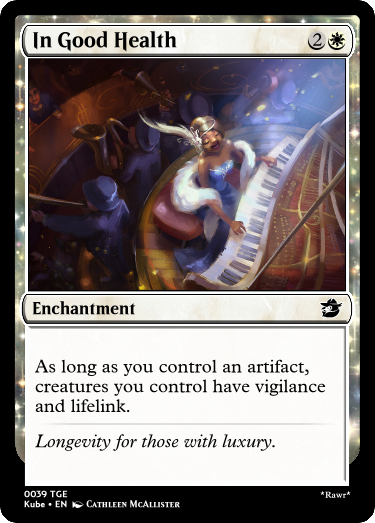 In Good Health 2
Enchantment
As long as you control an artifact,
creatures you control have vigilance
and lifelink.
Longevity for those with luxury.
0039 TGE
Kube • EN Cathleen McAllister
*Rawr*